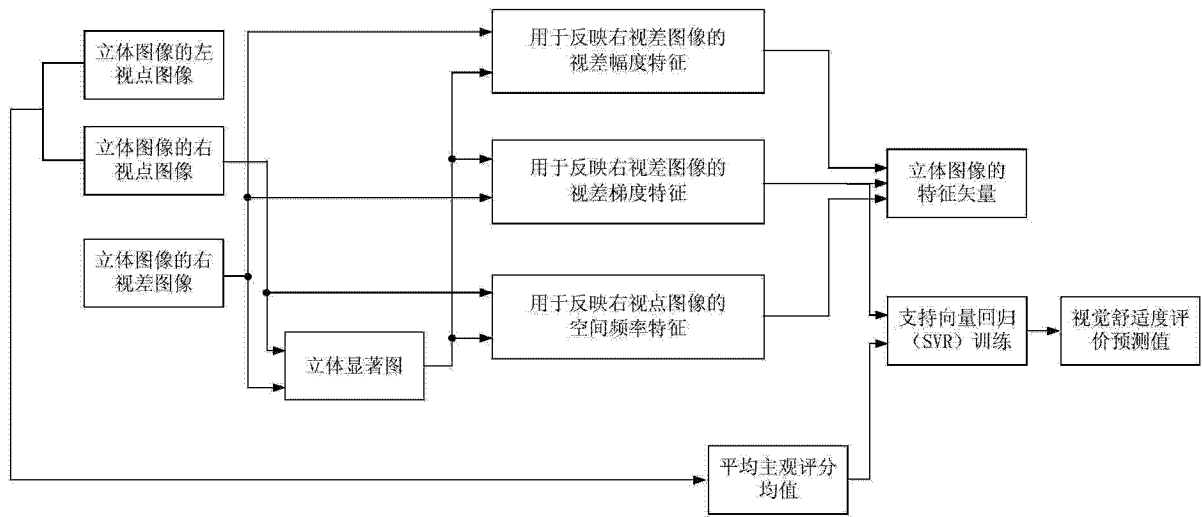 立体图像的左
视点图像
立体图像的右
视点图像
立体图像的右
视差图像
立体显著图
用于反映右视差图像的
视差幅度特征
用于反映右视差图像的
视差梯度特征
用于反映右视点图像的
空间频率特征
立体图像的
特征矢量
支持向量回归
（SVR）训练
视觉舒适度评
价预测值
平均主观评分
均值